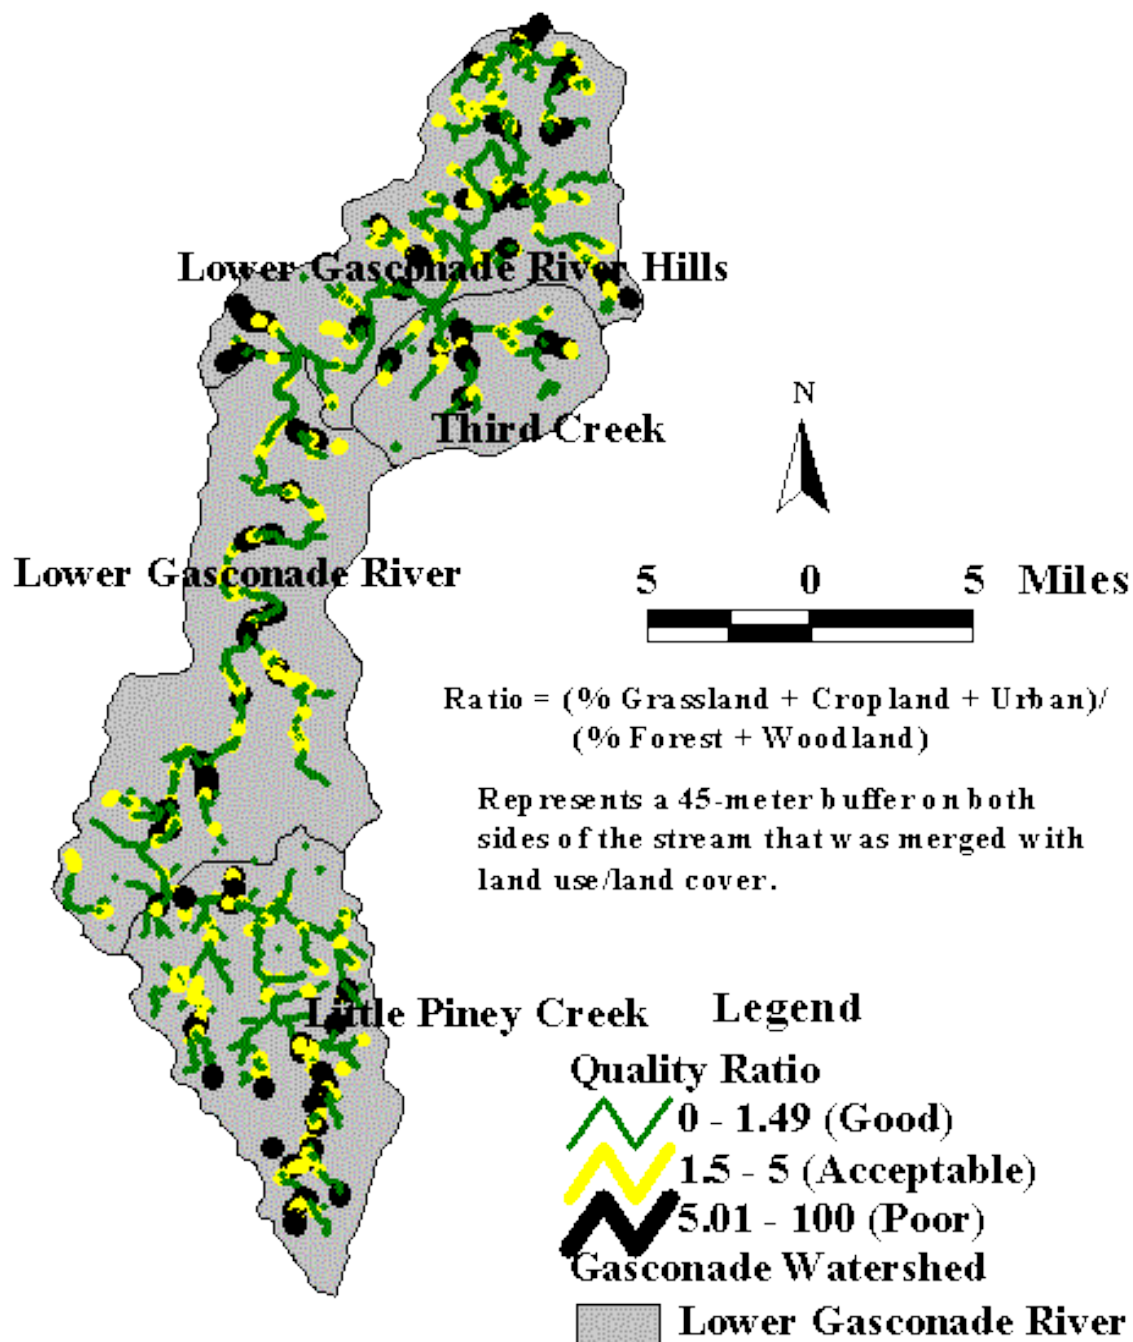 Lower Gasconade River Hills
Third Creek
N
Lower Gasconade River
5 0 5 Miles
Ratio = (% Grassland + Cropland + Urban)/
(% Forest + Woodland)
Represents a 45-meter buffer on both
sides of the stream that was merged with
land use/land cover.
Little Piney Creek
Legend
Quality Ratio
0 - 1.49 (Good)
1.5 - 5 (Acceptable)
5.01 - 100 (Poor)
Gasconade Watershed
Lower Gasconade River